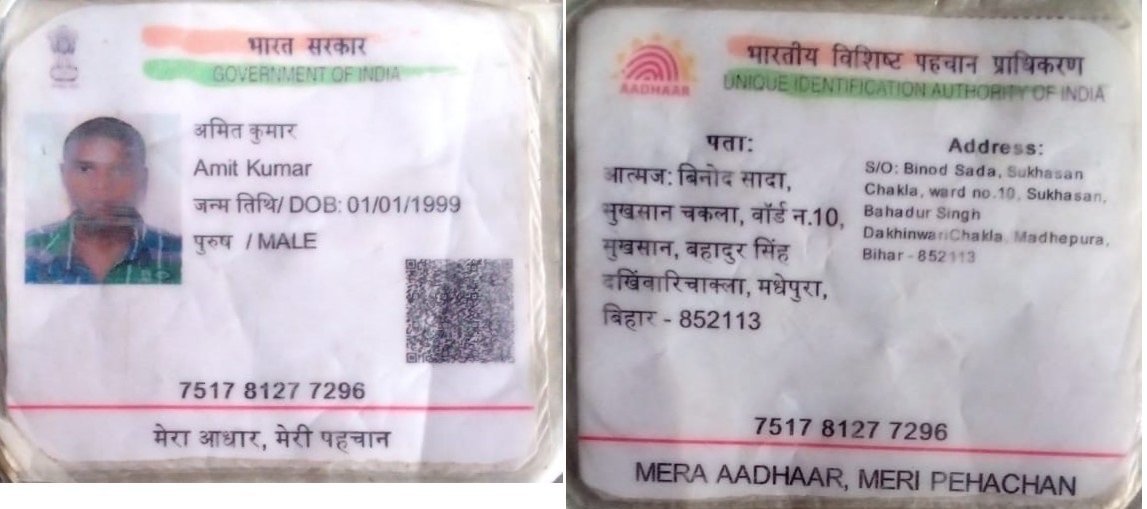 भारत सरकार
GOVERNMENT OF INDIA
अमित कुमार
Amit Kumar
जन्म तिथि/ DOB: 01/01/1999
पुरुष / MALE
7517 8127 7296
मेरा आधार, मेरी पहचान
भारतीय विशिष्ट पहचान प्राधिकरण
AADHAAR
UNIQUE IDENTIFICATION AUTHORITY OF INDIA
पता:
आत्मज: बिनोद सादा,
सुखसान चकला, वॉर्ड न.10,
सुखसान, बहादुर सिंह
दखिंवारिचाक्ला, मधेपुरा,
बिहार - 852113
Address:
S/O: Binod Sada, Sukhasan
Chakla, ward no.10, Sukhasan,
Bahadur Singh
DakhinwariChakla, Madhepura,
Bihar - 852113
7517 8127 7296
MERA AADHAAR, MERI PEHACHAN